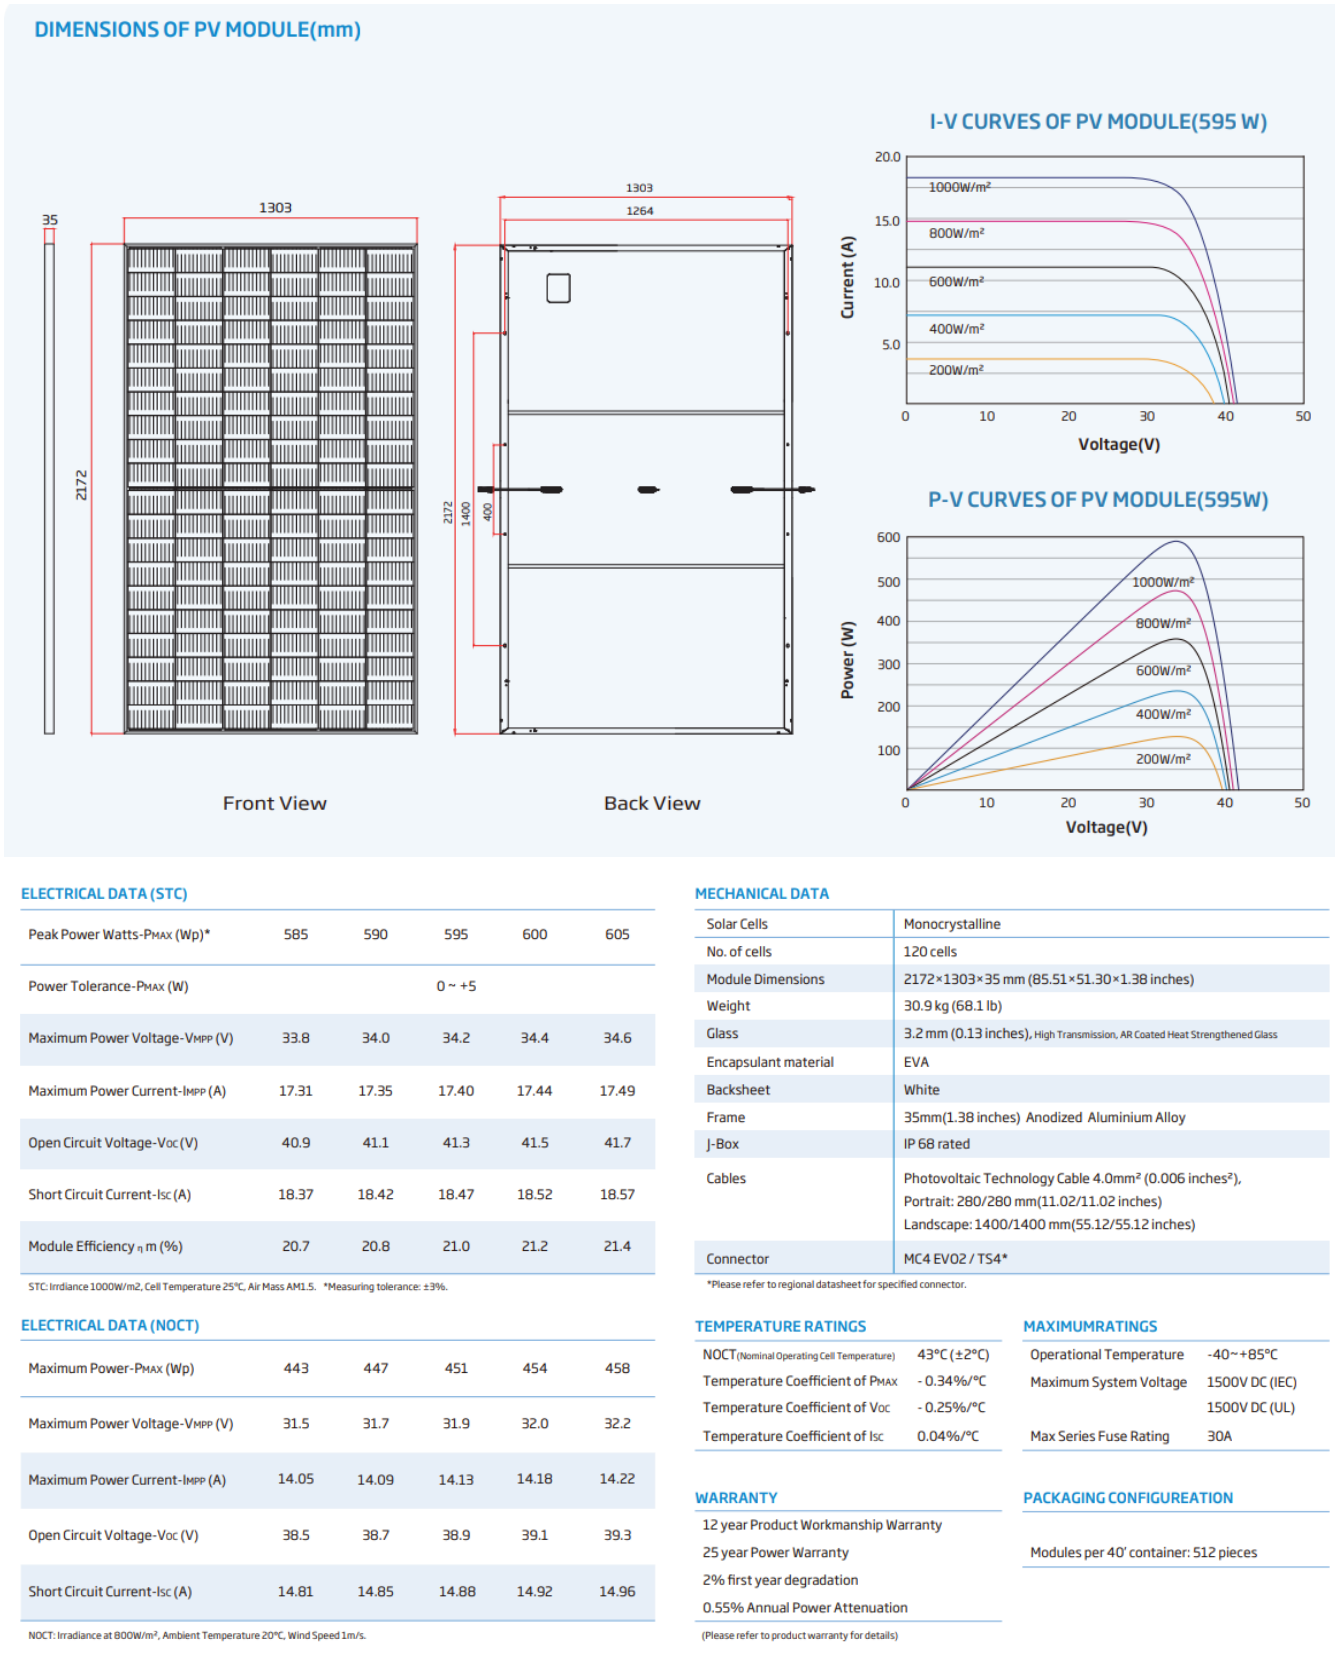 DIMENSIONS OF PV MODULE(mm)
35
1303
2172
Front View
1303
1264
2172
1400
400
Back View
I-V CURVES OF PV MODULE(595 W)
20.0
15.0
10.0
5.0
Current (A)
1000W/m²
800W/m²
600W/m²
400W/m²
200W/m²
0 10 20 30 40 50
Voltage(V)
P-V CURVES OF PV MODULE(595W)
600
500
400
300
200
100
Power (W)
1000W/m²
800W/m²
600W/m²
400W/m²
200W/m²
0 10 20 30 40 50
Voltage(V)
ELECTRICAL DATA (STC)
Peak Power Watts-PMAX (Wp)* 585 590 595 600 605
Power Tolerance-PMAX (W) 0 ~ +5
Maximum Power Voltage-VMPP (V) 33.8 34.0 34.2 34.4 34.6
Maximum Power Current-IMPP (A) 17.31 17.35 17.40 17.44 17.49
Open Circuit Voltage-VOC (V) 40.9 41.1 41.3 41.5 41.7
Short Circuit Current-ISC (A) 18.37 18.42 18.47 18.52 18.57
Module Efficiency η m (%) 20.7 20.8 21.0 21.2 21.4
STC: Irrdiance 1000W/m2, Cell Temperature 25°C, Air Mass AM1.5. *Measuring tolerance: ±3%.
ELECTRICAL DATA (NOCT)
Maximum Power-PMAX (Wp) 443 447 451 454 458
Maximum Power Voltage-VMPP (V) 31.5 31.7 31.9 32.0 32.2
Maximum Power Current-IMPP (A) 14.05 14.09 14.13 14.18 14.22
Open Circuit Voltage-VOC (V) 38.5 38.7 38.9 39.1 39.3
Short Circuit Current-ISC (A) 14.81 14.85 14.88 14.92 14.96
NOCT: Irradiance at 800W/m², Ambient Temperature 20°C, Wind Speed 1m/s.
MECHANICAL DATA
Solar Cells Monocrystalline
No. of cells 120 cells
Module Dimensions 2172×1303×35 mm (85.51×51.30×1.38 inches)
Weight 30.9 kg (68.1 lb)
Glass 3.2 mm (0.13 inches), High Transmission, AR Coated Heat Strengthened Glass
Encapsulant material EVA
Backsheet White
Frame 35mm(1.38 inches) Anodized Aluminium Alloy
J-Box IP 68 rated
Cables Photovoltaic Technology Cable 4.0mm² (0.006 inches²),
Portrait: 280/280 mm(11.02/11.02 inches)
Landscape: 1400/1400 mm(55.12/55.12 inches)
Connector MC4 EVO2 / TS4*
*Please refer to regional datasheet for specified connector.
TEMPERATURE RATINGS
NOCT(Nominal Operating Cell Temperature) 43°C (±2°C)
Temperature Coefficient of PMAX - 0.34%/°C
Temperature Coefficient of VOC - 0.25%/°C
Temperature Coefficient of ISC 0.04%/°C
MAXIMUMRATINGS
Operational Temperature -40~+85°C
Maximum System Voltage 1500V DC (IEC)
1500V DC (UL)
Max Series Fuse Rating 30A
WARRANTY
12 year Product Workmanship Warranty
25 year Power Warranty
2% first year degradation
0.55% Annual Power Attenuation
(Please refer to product warranty for details)
PACKAGING CONFIGUREATION
Modules per 40' container: 512 pieces